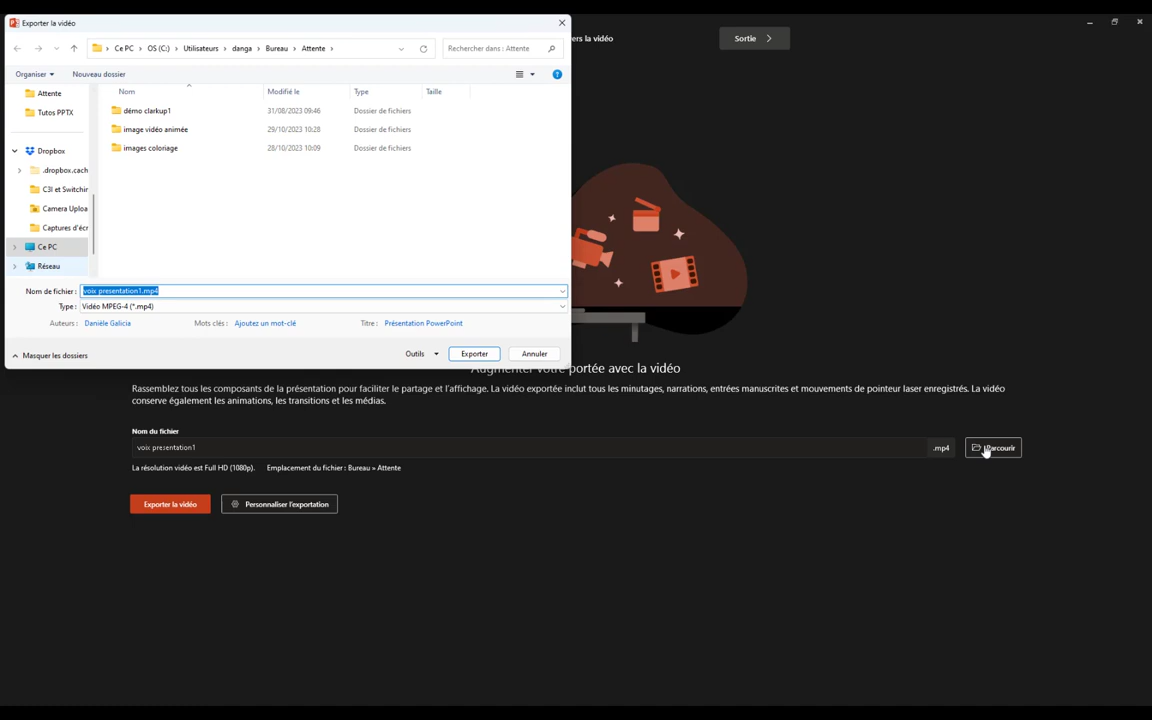 Exporter la vidéo
ers la vidéo
Sortie
Ce PC › OS (C:) › Utilisateurs › danga › Bureau › Attente ›
Rechercher dans : Attente
Organiser
Nouveau dossier
Nom Modifié le Type Taille
Attente
Tutos PPTX
Dropbox
.dropbox.cach
C3I et Switchin
Camera Uploa
Captures d'écr
Ce PC
Réseau
démo clarkup1 31/08/2023 09:46 Dossier de fichiers
image vidéo animée 29/10/2023 10:28 Dossier de fichiers
images coloriage 28/10/2023 10:09 Dossier de fichiers
Nom de fichier : voix presentation1.mp4
Type : Vidéo MPEG-4 (*.mp4)
Auteurs : Danièle Galicia Mots clés : Ajoutez un mot-clé Titre : Présentation PowerPoint
Masquer les dossiers
Outils Exporter Annuler
Augmenter votre portée avec la vidéo
Rassemblez tous les composants de la présentation pour faciliter le partage et l'affichage. La vidéo exportée inclut tous les minutages, narrations, entrées manuscrites et mouvements de pointeur laser enregistrés. La vidéo
conserve également les animations, les transitions et les médias.
Nom du fichier
voix presentation1 .mp4 Parcourir
La résolution vidéo est Full HD (1080p). Emplacement du fichier : Bureau » Attente
Exporter la vidéo Personnaliser l'exportation